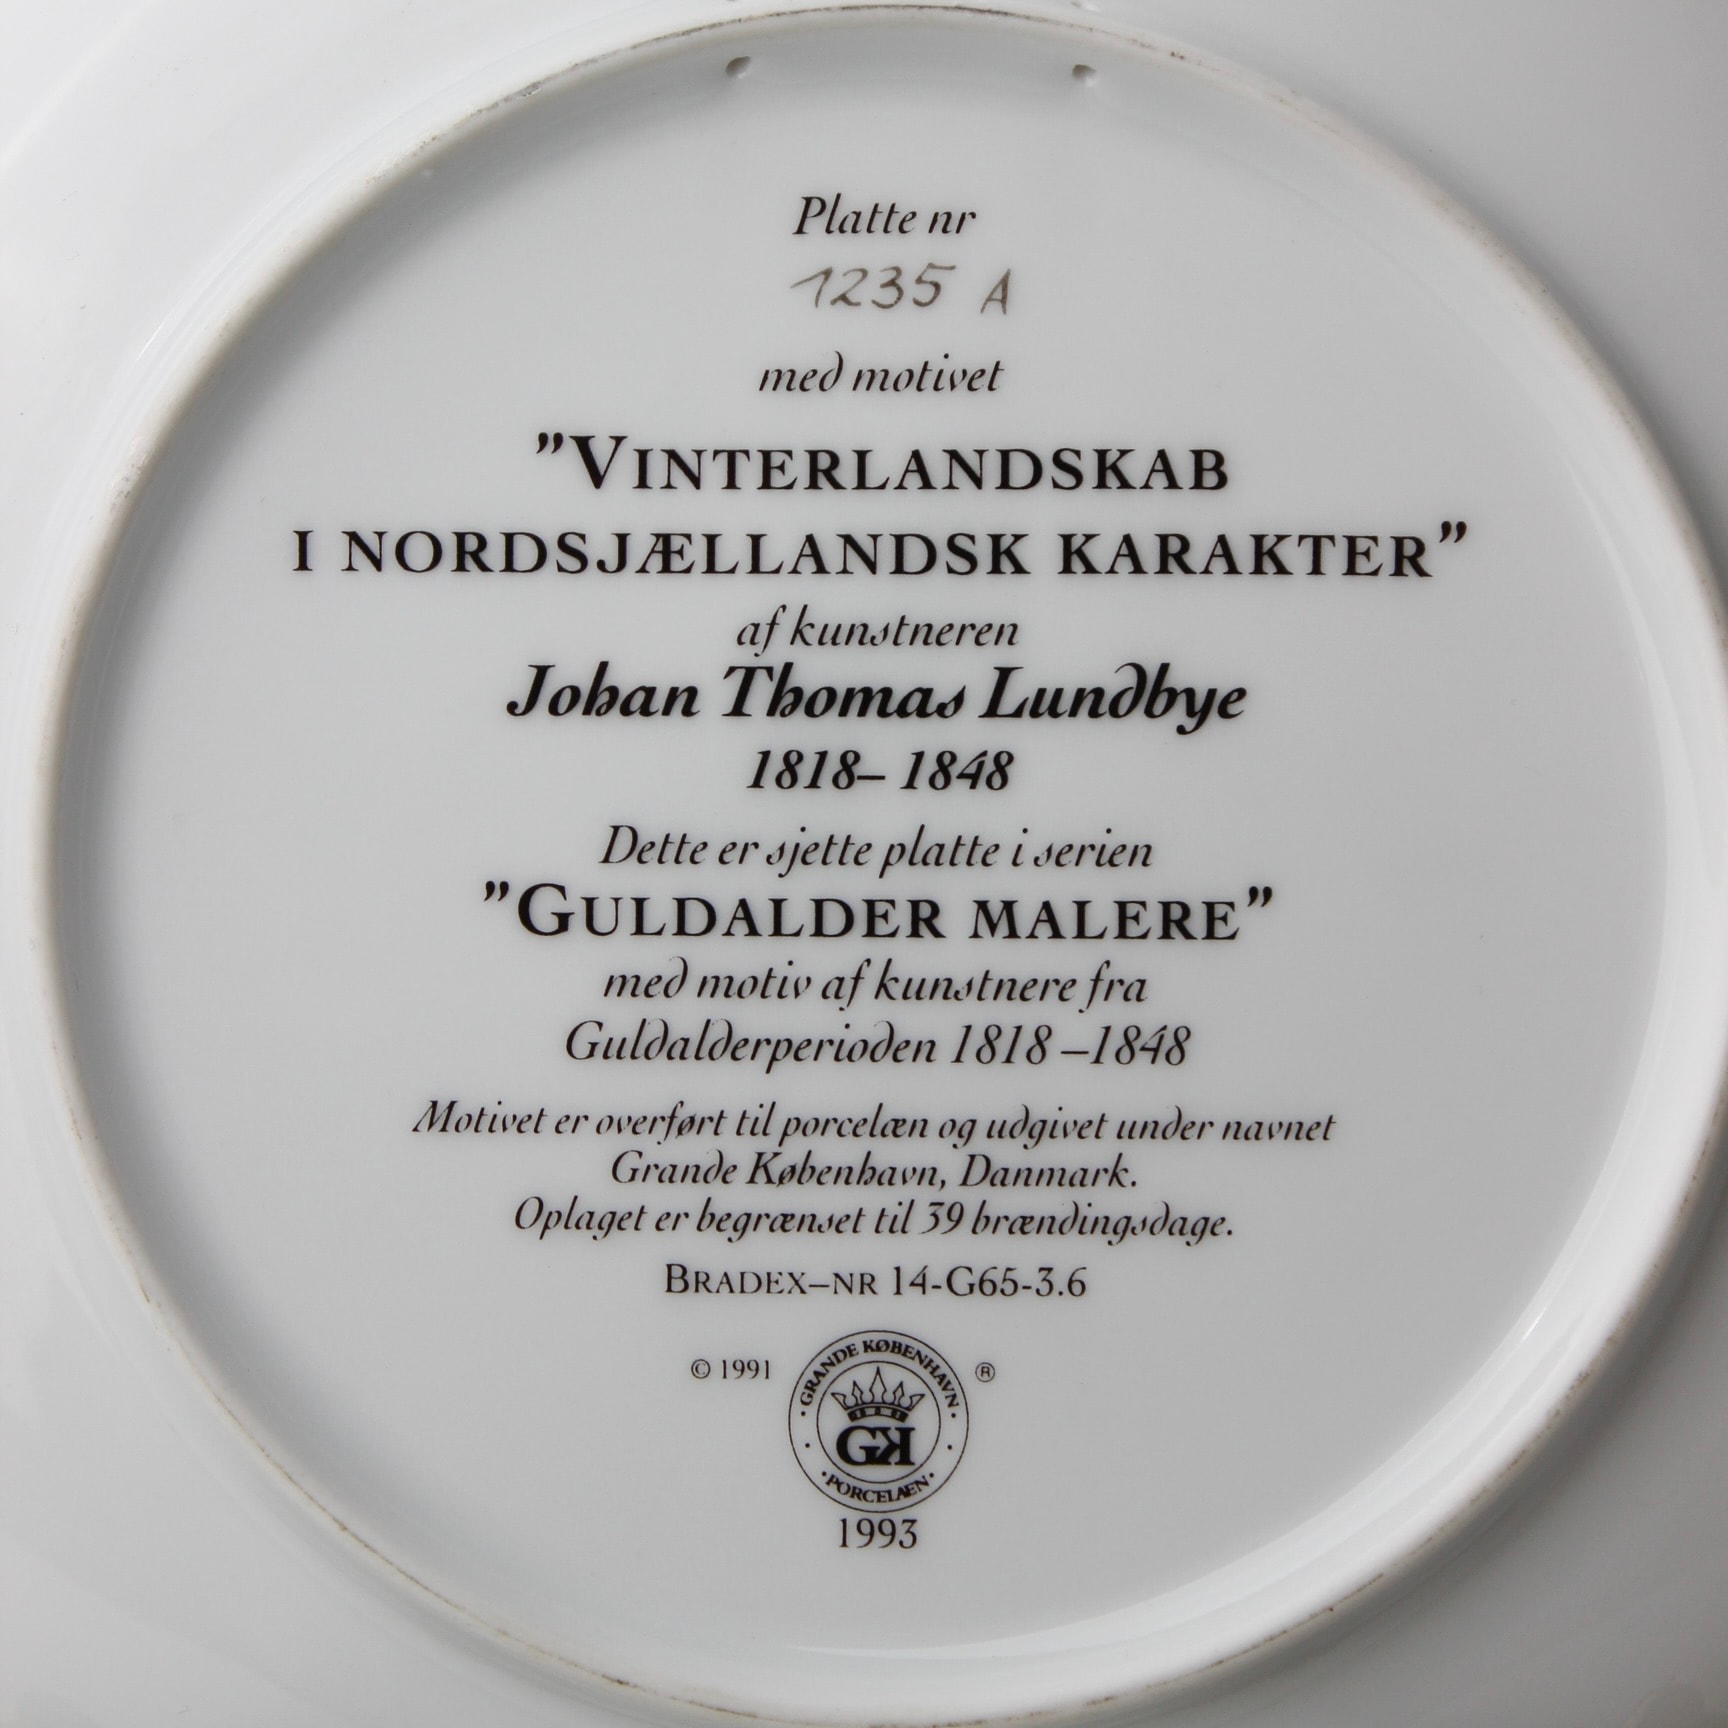 Platte nr
1235 A
med motivet
”VINTERLANDSKAB
I NORDSJÆLLANDSK KARAKTER”
af kunstneren
Johan Thomas Lundbye
1818– 1848
Dette er sjette platte i serien
”GULDALDER MALERE”
med motiv af kunstnere fra
Guldalderperioden 1818 –1848
Motivet er overført til porcelæn og udgivet under navnet
Grande København, Danmark.
Oplaget er begrænset til 39 brændingsdage.
BRADEX–NR 14-G65-3.6
© 1991
· GRANDE KØBENHAVN ·
®
GK
· PORCELÆN ·
1993